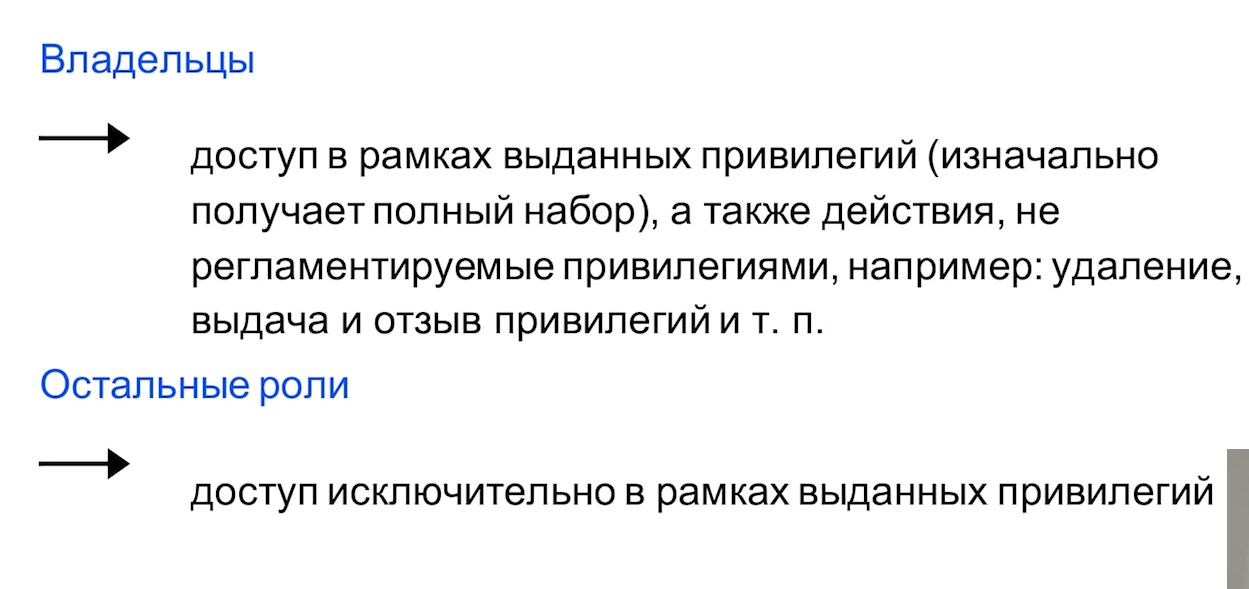 Владельцы
доступ в рамках выданных привилегий (изначально
получает полный набор), а также действия, не
регламентируемые привилегиями, например: удаление,
выдача и отзыв привилегий и т. п.
Остальные роли
доступ исключительно в рамках выданных привилегий